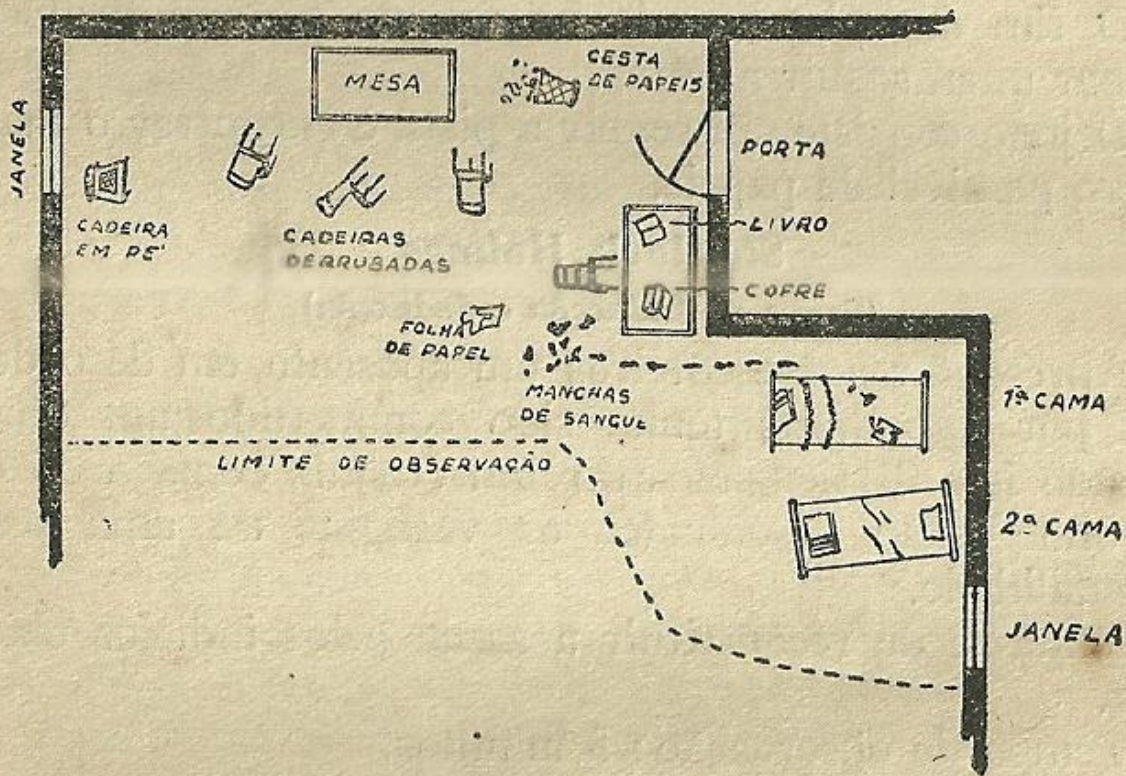 MESA
CESTA
DE PAPEIS
JANELA
PORTA
CADEIRA
EM PÉ
CADEIRAS
DERRUBADAS
LIVRO
COFRE
FOLHA
DE PAPEL
MANCHAS
DE SANGUE
1ª CAMA
LIMITE DE OBSERVAÇÃO
2ª CAMA
JANELA